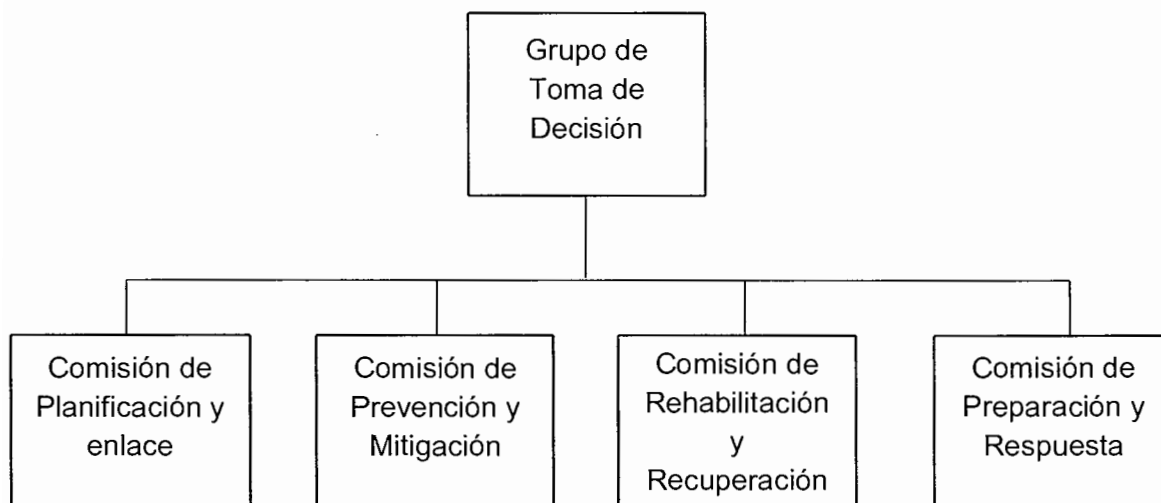 Grupo de
Toma de
Decisión
Comisión de
Planificación y
enlace
Comisión de
Prevención y
Mitigación
Comisión de
Rehabilitación
y
Recuperación
Comisión de
Preparación y
Respuesta